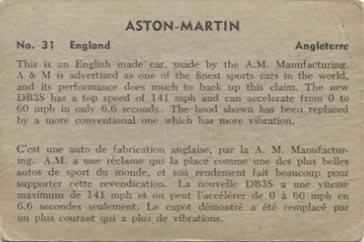 ASTON-MARTIN
No. 31 England Angleterre
This is an English made car, made by the A.M. Manufacturing.
A & M is advertised as one of the finest sports cars in the world,
and its performance does much to back up this claim. The new
DB3S has a top speed of 141 mph and can accelerate from 0 to
60 mph in only 6.6 seconds. The hood shown has been replaced
by a more conventional one which has more vibration.
C'est une auto de fabrication anglaise, par la A. M. Manufactur-
ing. A.M. a une réclame qui la place comme une des plus belles
autos de sport du monde, et son rendement fait beaucoup pour
supporter cette revendication. La nouvelle DB3S a une vitesse
maximum de 141 mph et on peut l'accélérer de 0 à 60 mph en
6.6 secondes seulement. Le capot démontré a été remplacé par
un plus courant qui a plus de vibrations.